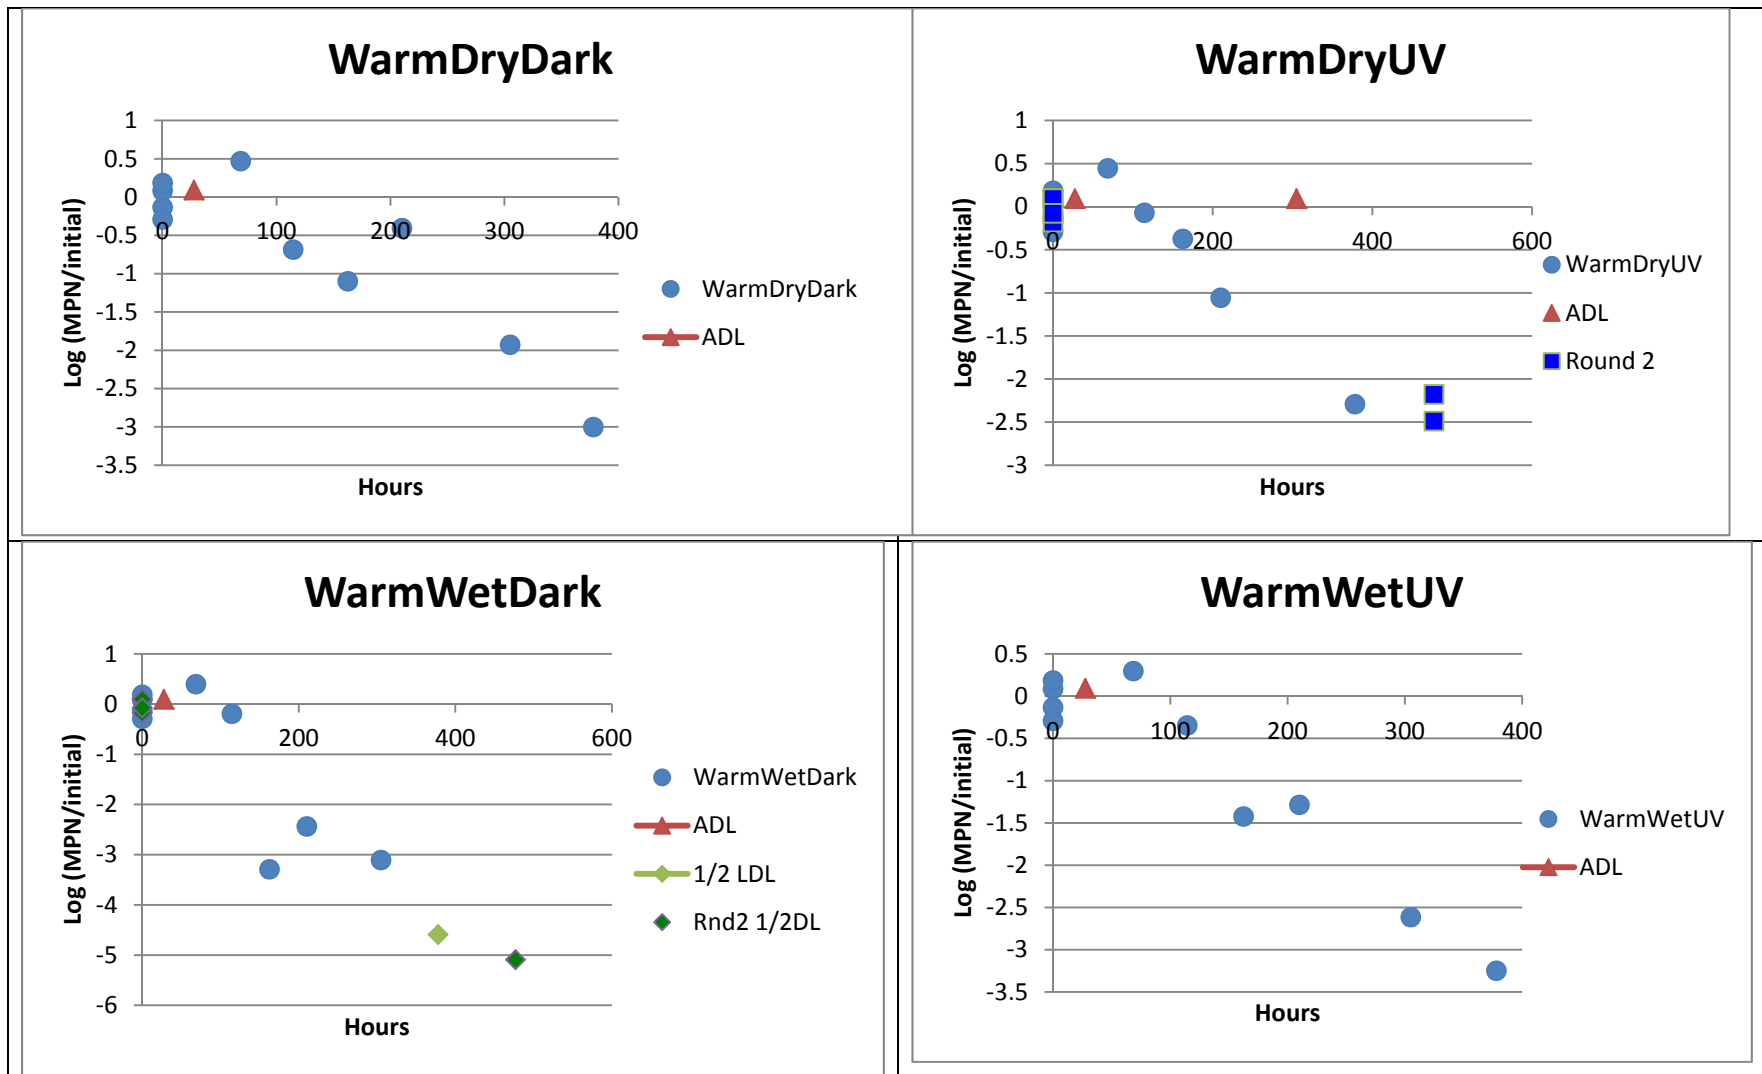 WarmDryDark
1
0.5
0
-0.5
-1
-1.5
-2
-2.5
-3
-3.5
0 100 200 300 400
Log (MPN/initial)
Hours
WarmDryDark
ADL
WarmDryUV
1
0.5
0
-0.5
-1
-1.5
-2
-2.5
-3
0 200 400 600
Log (MPN/initial)
Hours
WarmDryUV
ADL
Round 2
WarmWetDark
1
0
-1
-2
-3
-4
-5
-6
0 200 400 600
Log (MPN/initial)
Hours
WarmWetDark
ADL
1/2 LDL
Rnd2 1/2DL
WarmWetUV
0.5
0
-0.5
-1
-1.5
-2
-2.5
-3
-3.5
0 100 200 300 400
Log (MPN/initial)
Hours
WarmWetUV
ADL